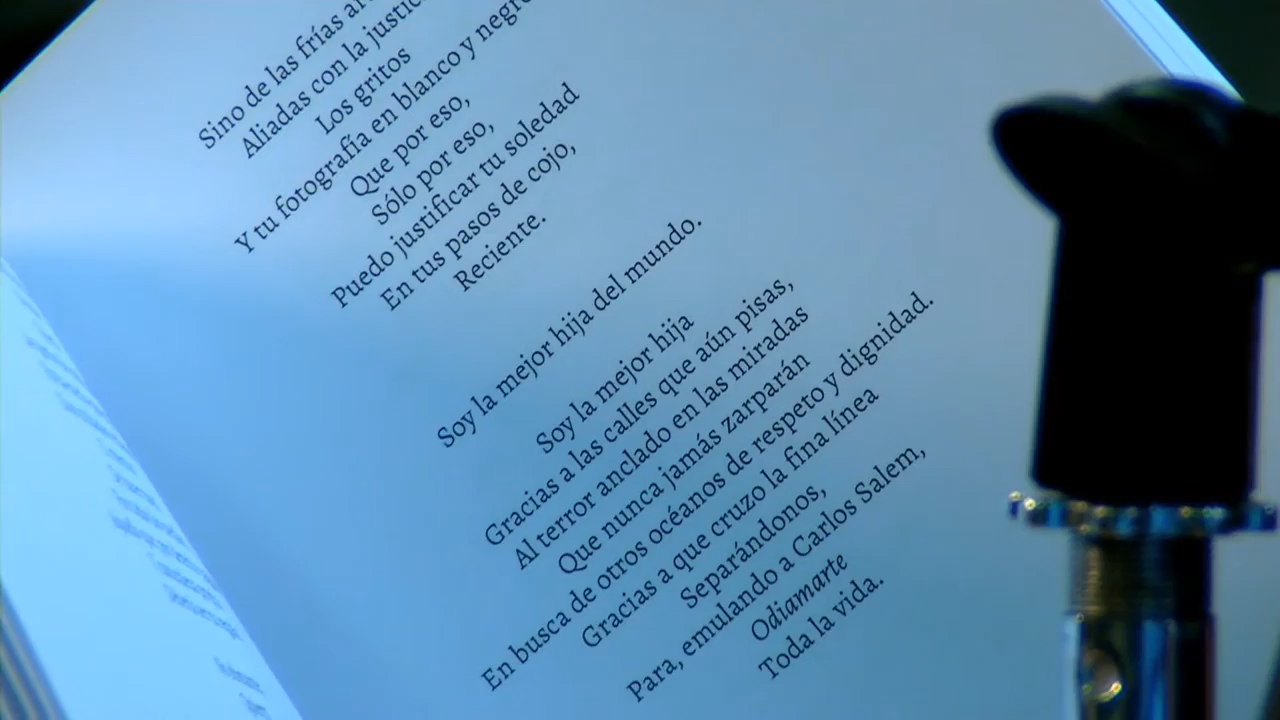 Sino de las frías
Aliadas con la
Los gritos
Y tu fotografía en blanco y negro
Que por eso,
Sólo por eso,
Puedo justificar tu soledad
En tus pasos de cojo,
Reciente.
Soy la mejor hija del mundo.
Soy la mejor hija
Gracias a las calles que aún pisas,
Al terror anclado en las miradas
Que nunca jamás zarparán
En busca de otros océanos de respeto y dignidad.
Gracias a que cruzo la fina línea
Separándonos,
Para, emulando a Carlos Salem,
Odiamarte
Toda la vida.